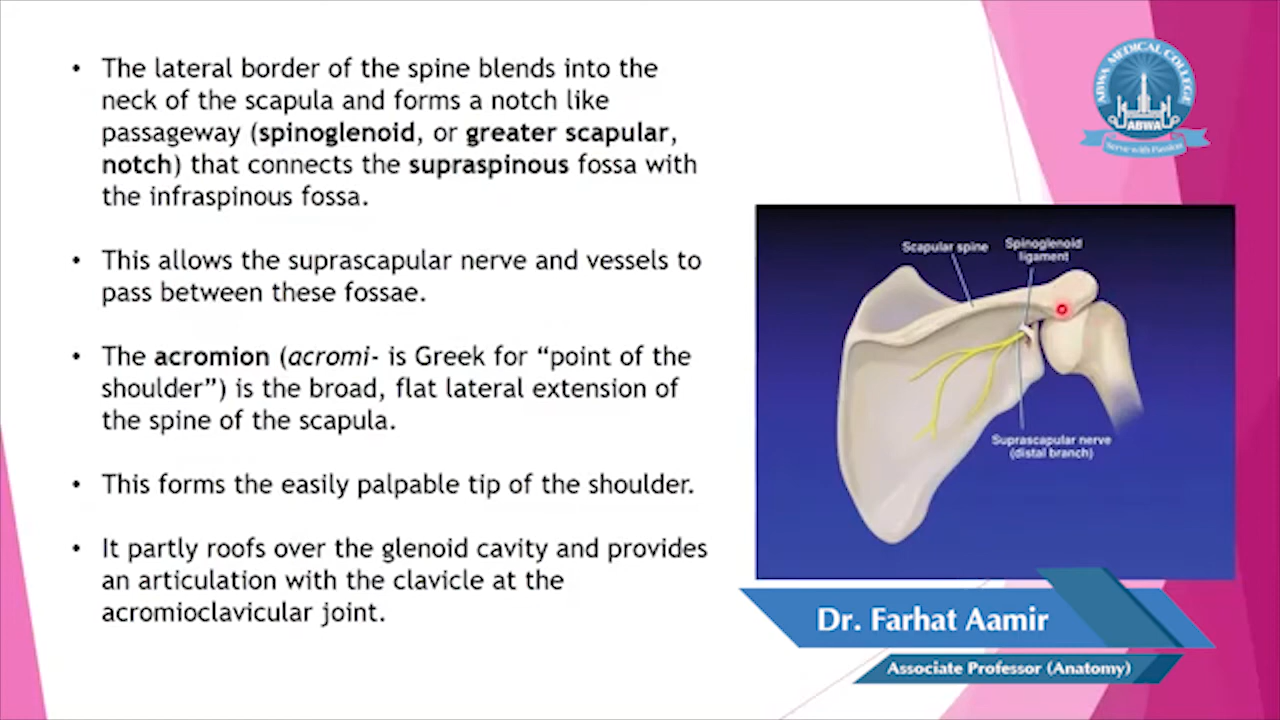 • The lateral border of the spine blends into the
neck of the scapula and forms a notch like
passageway (spinoglenoid, or greater scapular,
notch) that connects the supraspinous fossa with
the infraspinous fossa.
• This allows the suprascapular nerve and vessels to
pass between these fossae.
• The acromion (acromi- is Greek for “point of the
shoulder”) is the broad, flat lateral extension of
the spine of the scapula.
• This forms the easily palpable tip of the shoulder.
• It partly roofs over the glenoid cavity and provides
an articulation with the clavicle at the
acromioclavicular joint.
ABWA MEDICAL COLLEGE
ABWA
Serve with Passion
Scapular spine
Spinoglenoid
ligament
Suprascapular nerve
(distal branch)
Dr. Farhat Aamir
Associate Professor (Anatomy)